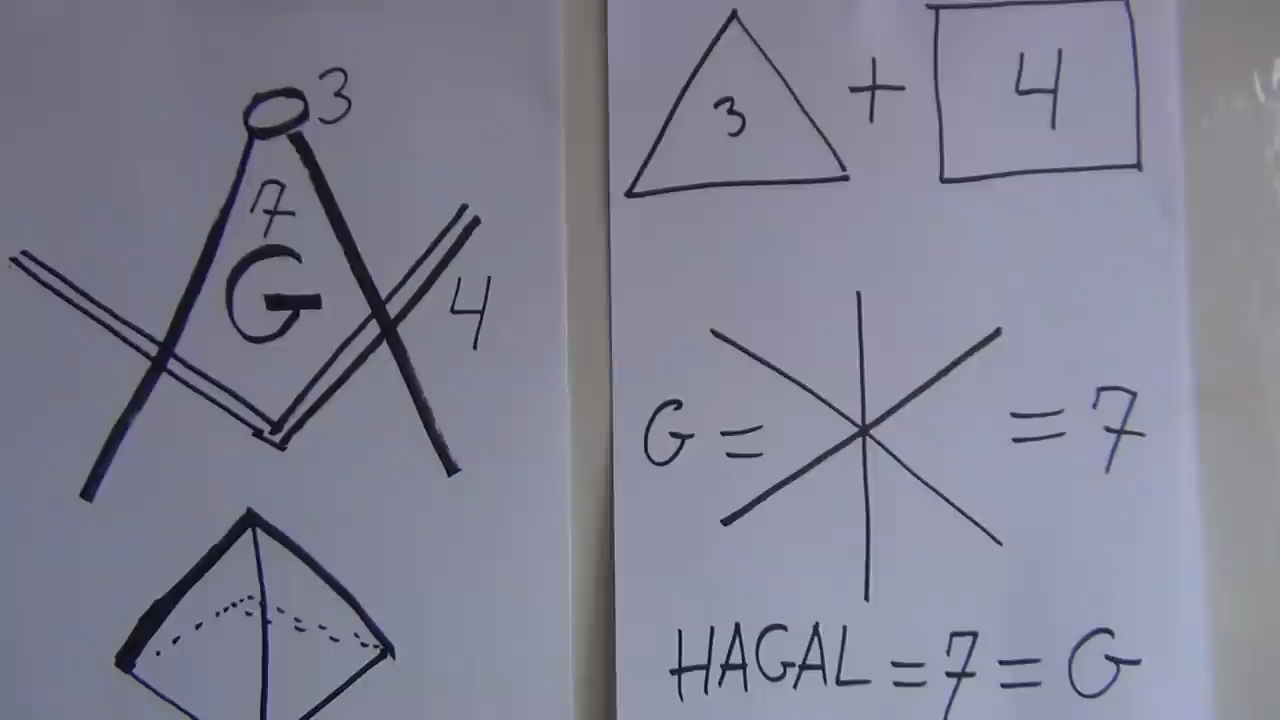 3
7
G
4
3 + 4
G = = 7
HAGAL = 7 = G